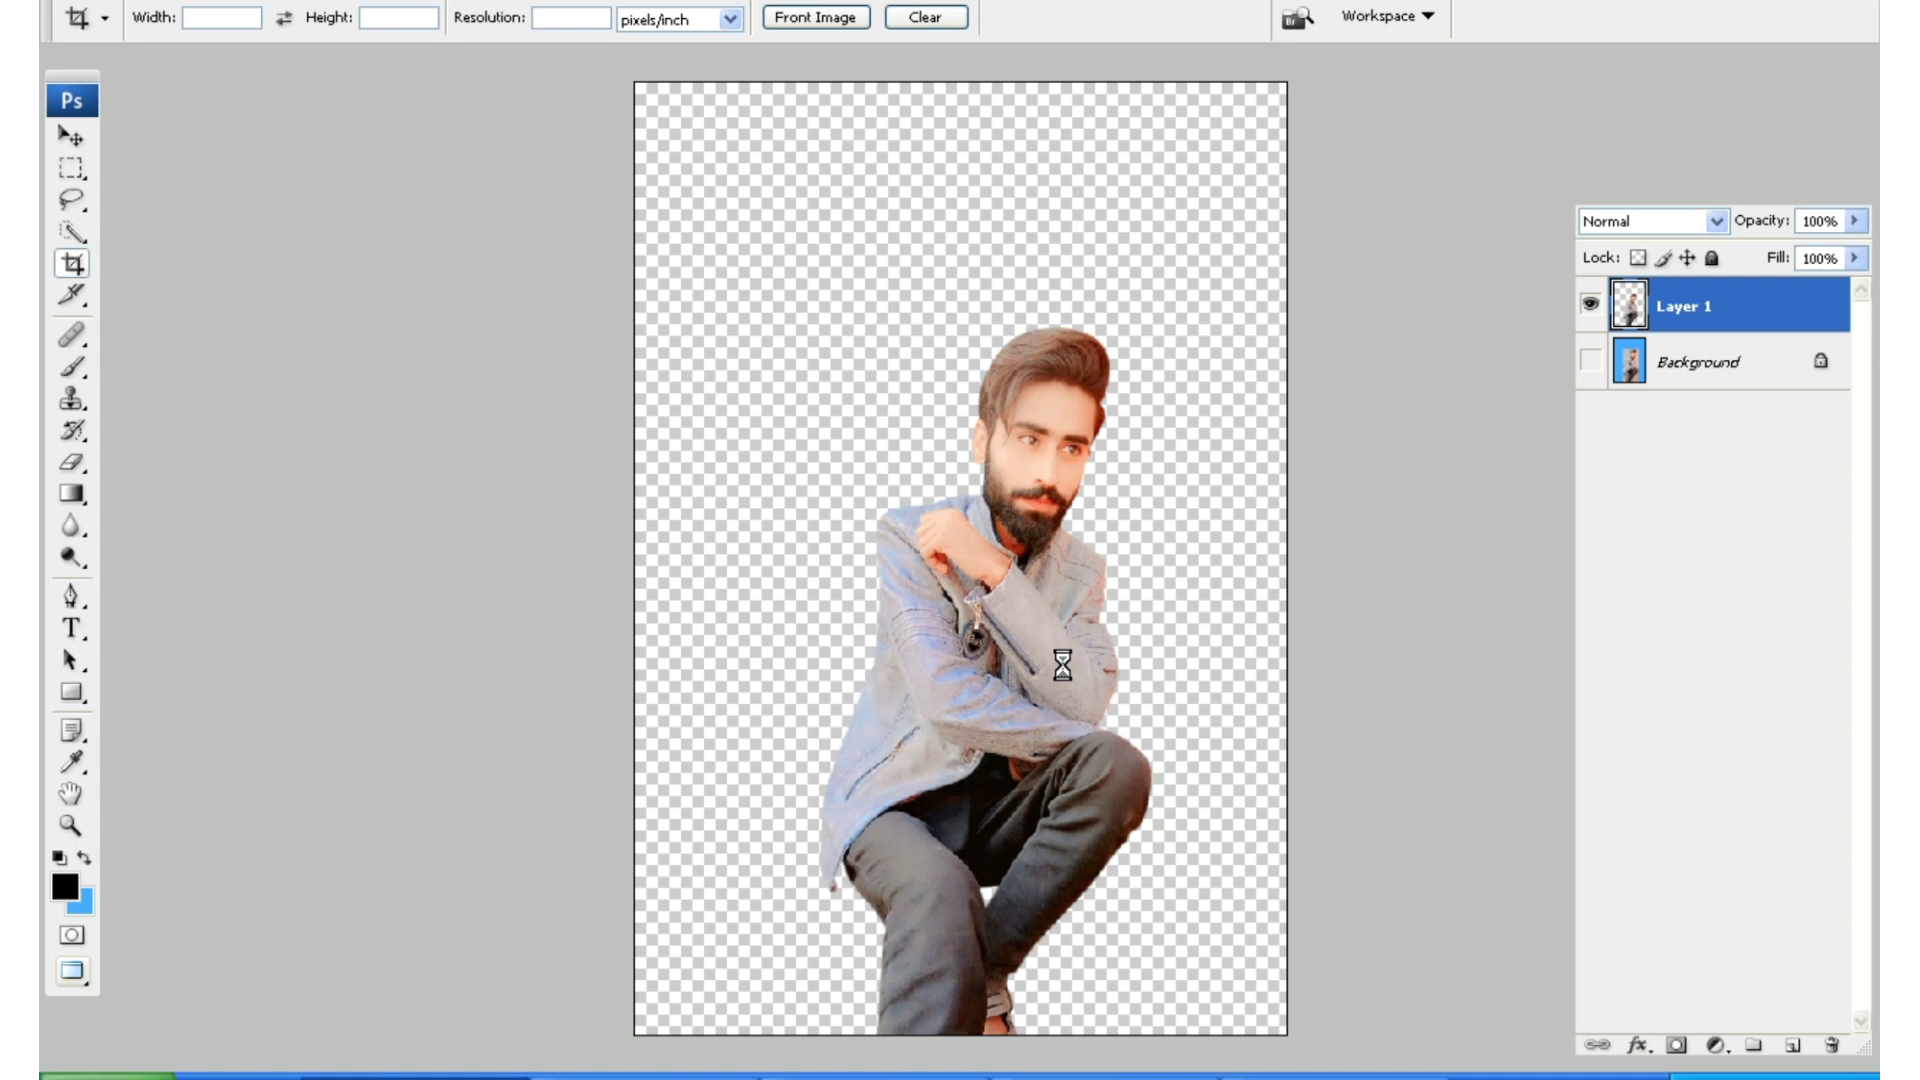 Width: Height: Resolution: pixels/inch Front Image Clear Workspace
Ps
Normal Opacity: 100%
Lock: Fill: 100%
Layer 1
Background
T
fx